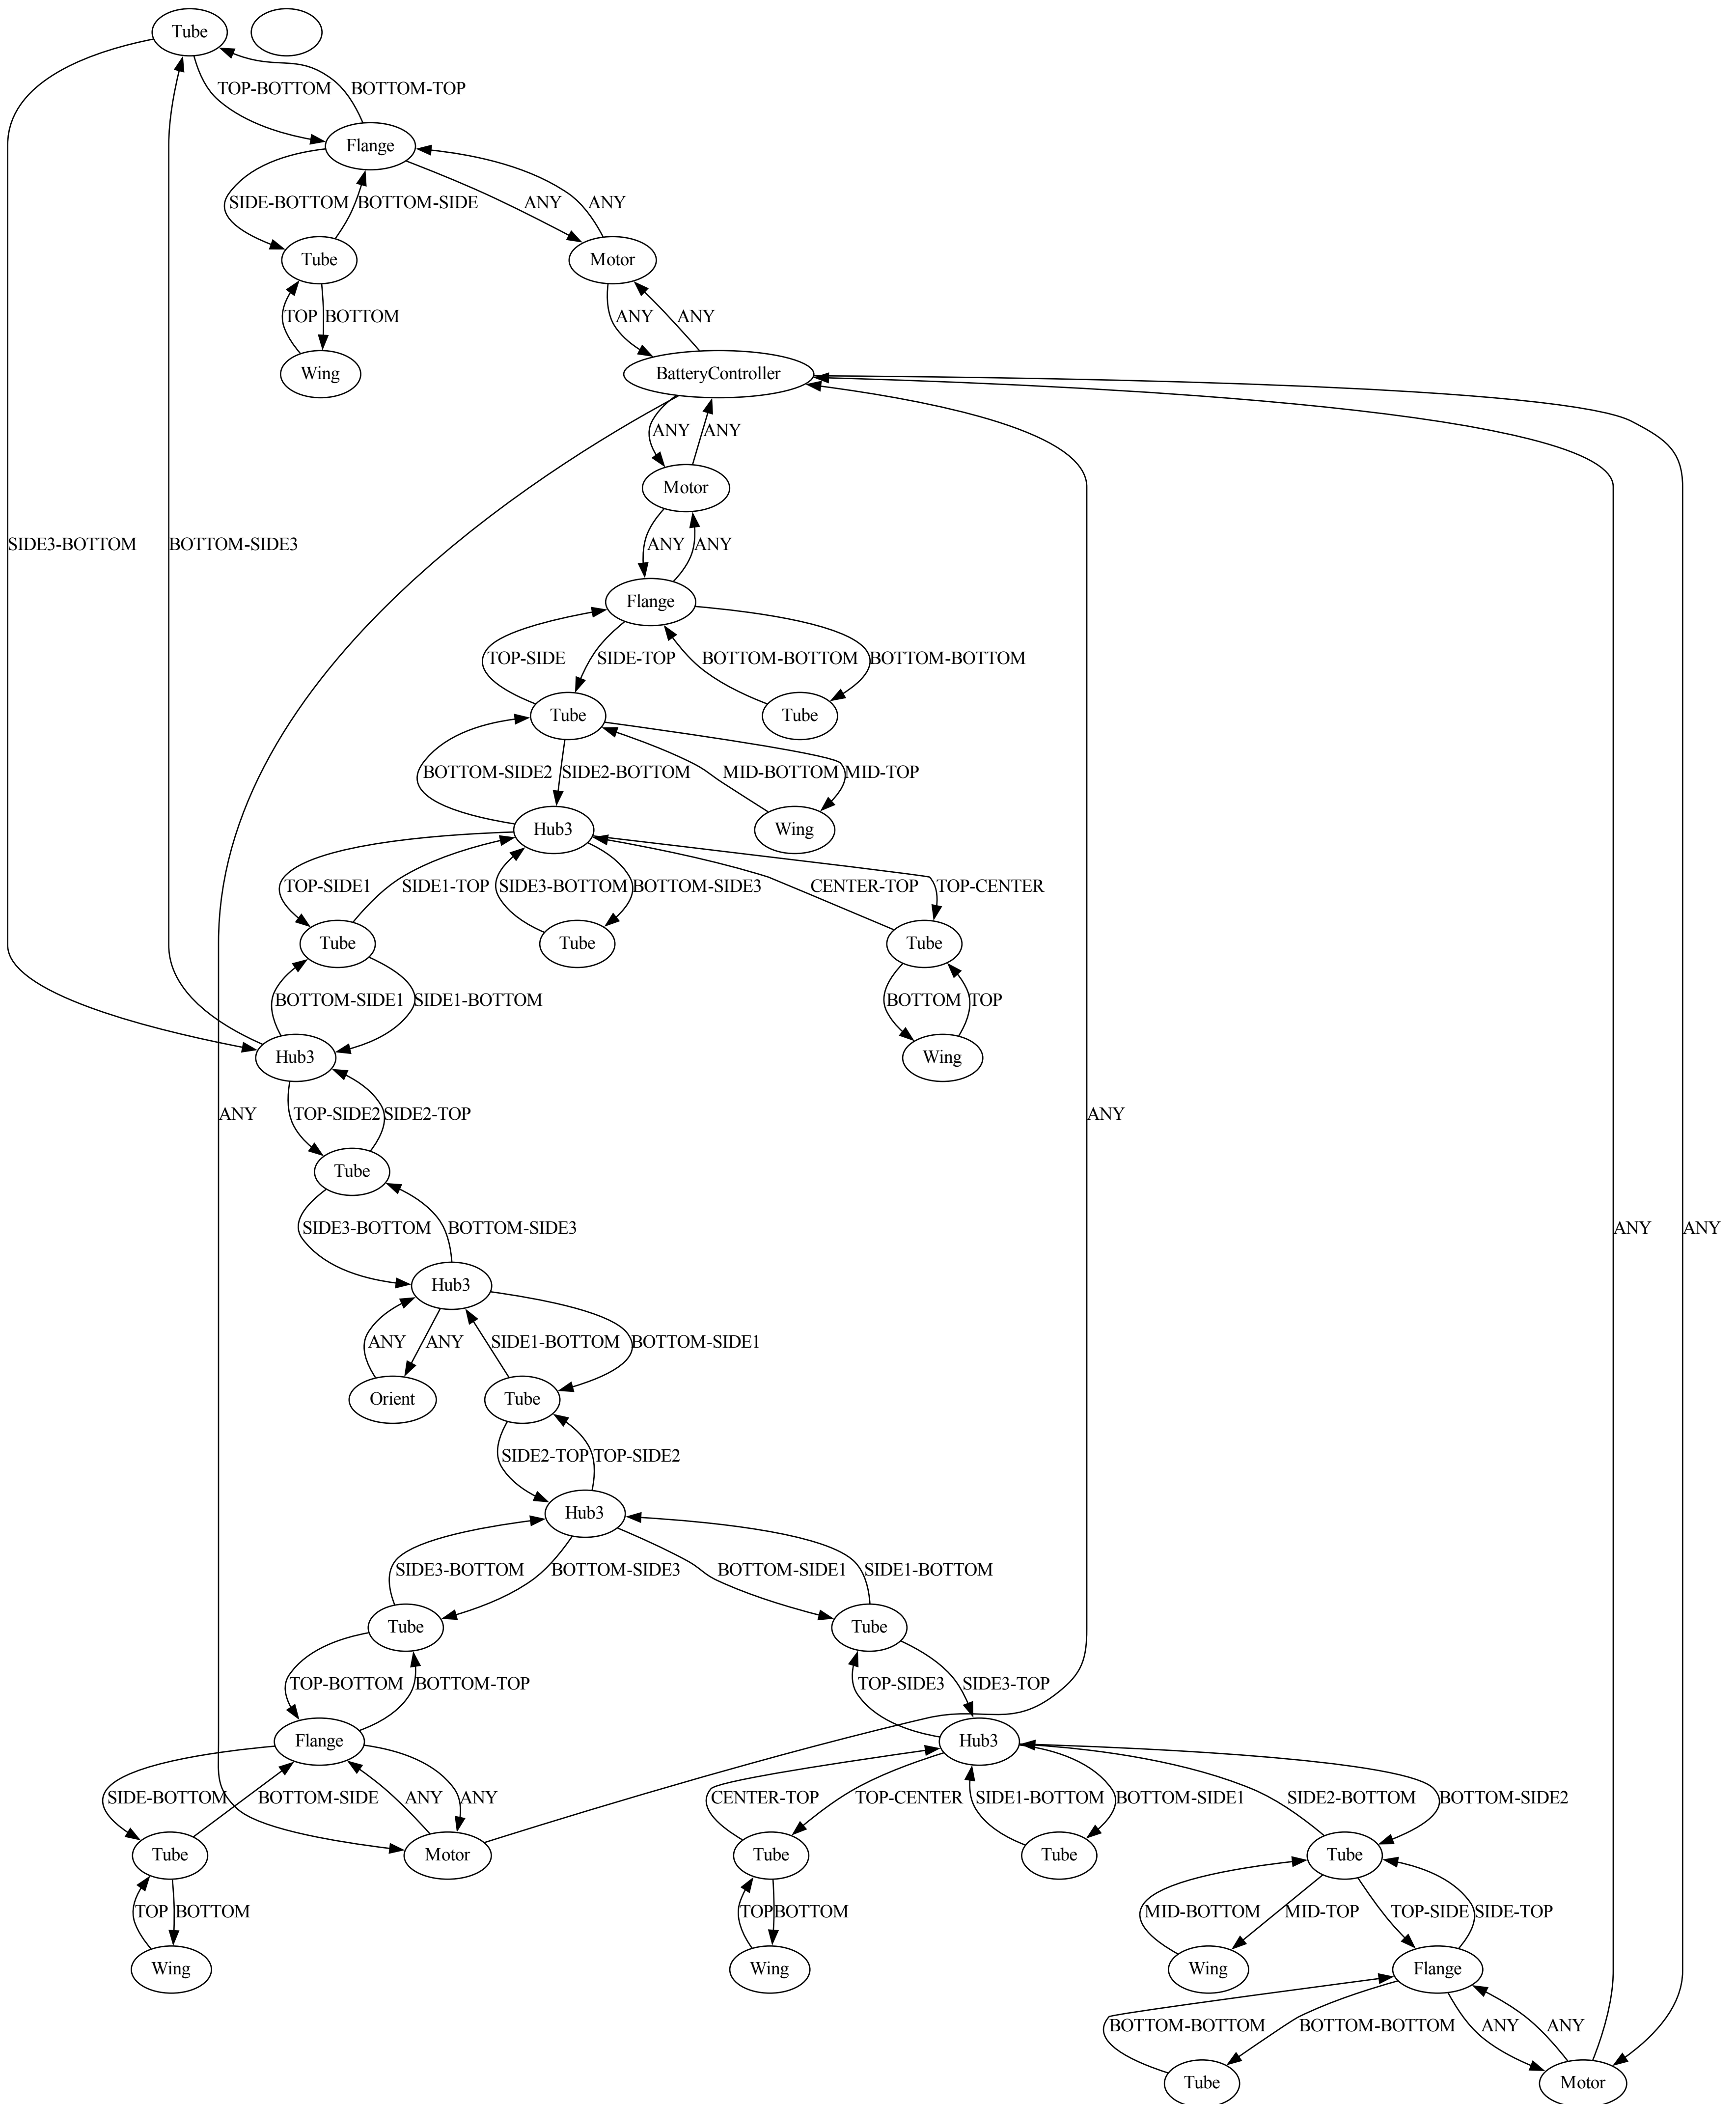 Tube
TOP-BOTTOM
BOTTOM-TOP
Flange
SIDE-BOTTOM
BOTTOM-SIDE
ANY
ANY
Tube
Motor
TOP
BOTTOM
ANY
ANY
Wing
BatteryController
ANY
ANY
Motor
SIDE3-BOTTOM
BOTTOM-SIDE3
ANY
ANY
Flange
TOP-SIDE
SIDE-TOP
BOTTOM-BOTTOM
BOTTOM-BOTTOM
Tube
Tube
BOTTOM-SIDE2
SIDE2-BOTTOM
MID-BOTTOM
MID-TOP
Hub3
Wing
TOP-SIDE1
SIDE1-TOP
SIDE3-BOTTOM
BOTTOM-SIDE3
CENTER-TOP
TOP-CENTER
Tube
Tube
Tube
BOTTOM-SIDE1
SIDE1-BOTTOM
BOTTOM
TOP
Hub3
Wing
ANY
TOP-SIDE2
SIDE2-TOP
ANY
Tube
SIDE3-BOTTOM
BOTTOM-SIDE3
ANY
ANY
Hub3
ANY
ANY
SIDE1-BOTTOM
BOTTOM-SIDE1
Orient
Tube
SIDE2-TOP
TOP-SIDE2
Hub3
SIDE3-BOTTOM
BOTTOM-SIDE3
BOTTOM-SIDE1
SIDE1-BOTTOM
Tube
Tube
TOP-BOTTOM
BOTTOM-TOP
TOP-SIDE3
SIDE3-TOP
Flange
Hub3
SIDE-BOTTOM
BOTTOM-SIDE
ANY
ANY
CENTER-TOP
TOP-CENTER
SIDE1-BOTTOM
BOTTOM-SIDE1
SIDE2-BOTTOM
BOTTOM-SIDE2
Tube
Motor
Tube
Tube
Tube
TOP
BOTTOM
TOP
BOTTOM
MID-BOTTOM
MID-TOP
TOP-SIDE
SIDE-TOP
Wing
Wing
Wing
Flange
BOTTOM-BOTTOM
BOTTOM-BOTTOM
ANY
ANY
Tube
Motor